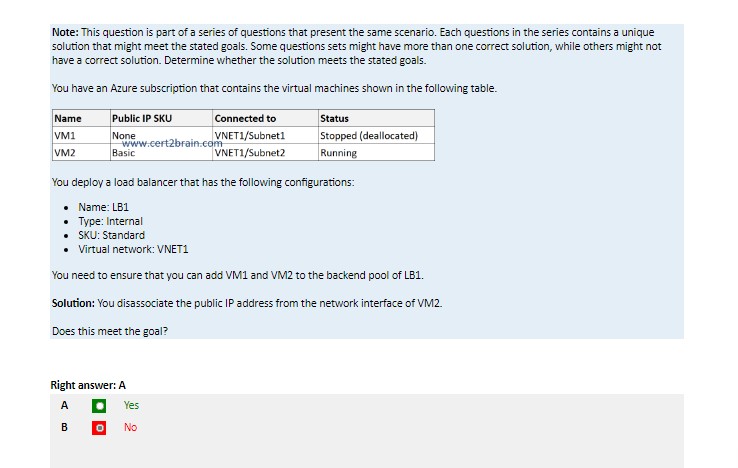 Note: This question is part of a series of questions that present the same scenario. Each questions in the series contains a unique
solution that might meet the stated goals. Some questions sets might have more than one correct solution, while others might not
have a correct solution. Determine whether the solution meets the stated goals.
You have an Azure subscription that contains the virtual machines shown in the following table.
Name Public IP SKU Connected to Status
VM1 None VNET1/Subnet1 Stopped (deallocated)
www.cert2brain.com
VM2 Basic VNET1/Subnet2 Running
You deploy a load balancer that has the following configurations:
• Name: LB1
• Type: Internal
• SKU: Standard
• Virtual network: VNET1
You need to ensure that you can add VM1 and VM2 to the backend pool of LB1.
Solution: You disassociate the public IP address from the network interface of VM2.
Does this meet the goal?
Right answer: A
A Yes
B No